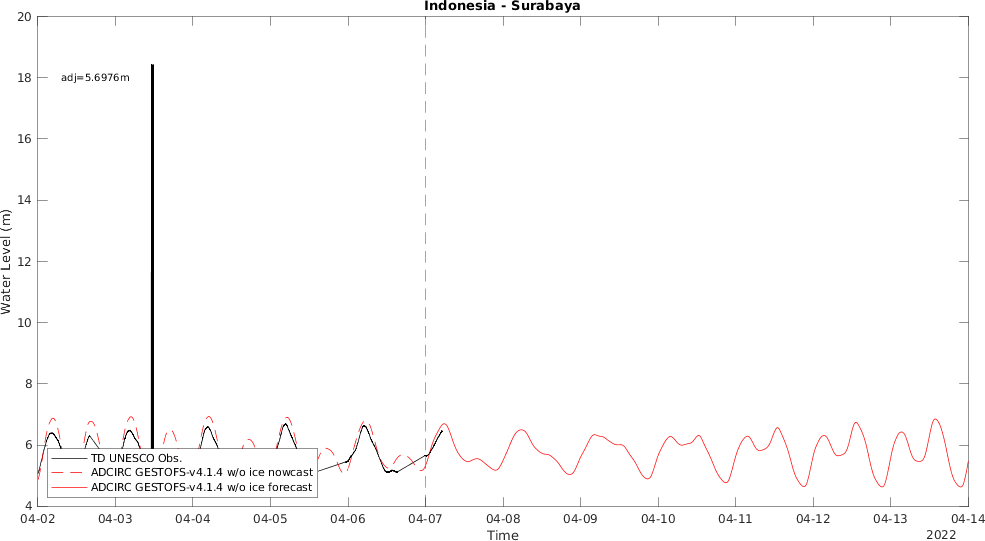 Indonesia - Surabaya
20
18
16
14
12
10
8
6
4
Water Level (m)
adj=5.6976m
TD UNESCO Obs.
ADCIRC GESTOFS-v4.1.4 w/o ice nowcast
ADCIRC GESTOFS-v4.1.4 w/o ice forecast
04-02 04-03 04-04 04-05 04-06 04-07 04-08 04-09 04-10 04-11 04-12 04-13 04-14
Time
2022